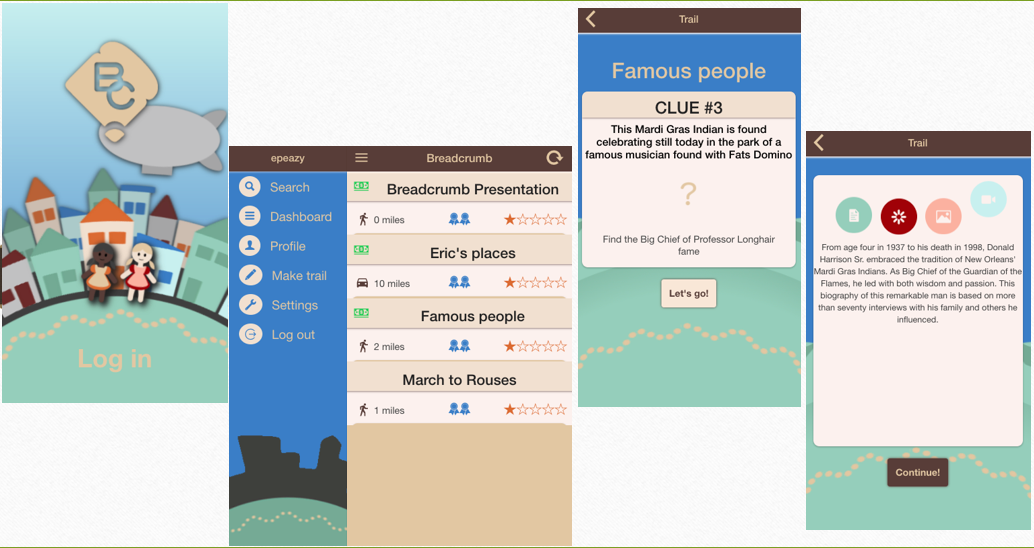 BC
Log in
epeazy
Search
Dashboard
Profile
Make trail
Settings
Log out
Breadcrumb
Breadcrumb Presentation
0 miles
Eric's places
10 miles
Famous people
2 miles
March to Rouses
1 miles
Trail
Famous people
CLUE #3
This Mardi Gras Indian is found
celebrating still today in the park of a
famous musician found with Fats Domino
?
Find the Big Chief of Professor Longhair
fame
Let's go!
Trail
From age four in 1937 to his death in 1998, Donald
Harrison Sr. embraced the tradition of New Orleans'
Mardi Gras Indians. As Big Chief of the Guardian of the
Flames, he led with both wisdom and passion. This
biography of this remarkable man is based on more
than seventy interviews with his family and others he
influenced.
Continue!